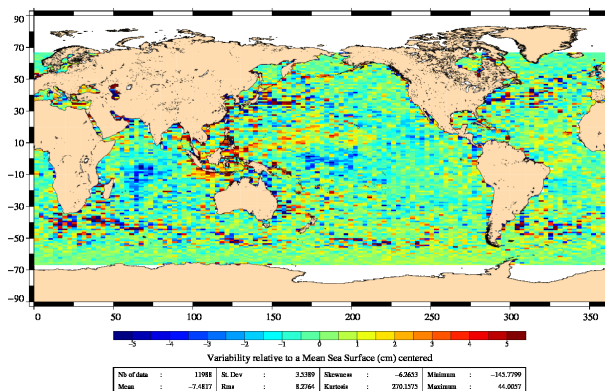 90
70
50
30
10
−10
−30
−50
−70
−90
0 50 100 150 200 250 300 350
−5 −4 −3 −2 −1 0 1 2 3 4 5
Variability relative to a Mean Sea Surface (cm) centered
Nb of data : 11988 St. Dev : 3.5389 Skewness : −6.2653 Minimum : −145.7799
Mean : −7.4817 Rms : 8.2764 Kurtosis : 270.1575 Maximum : 44.0057